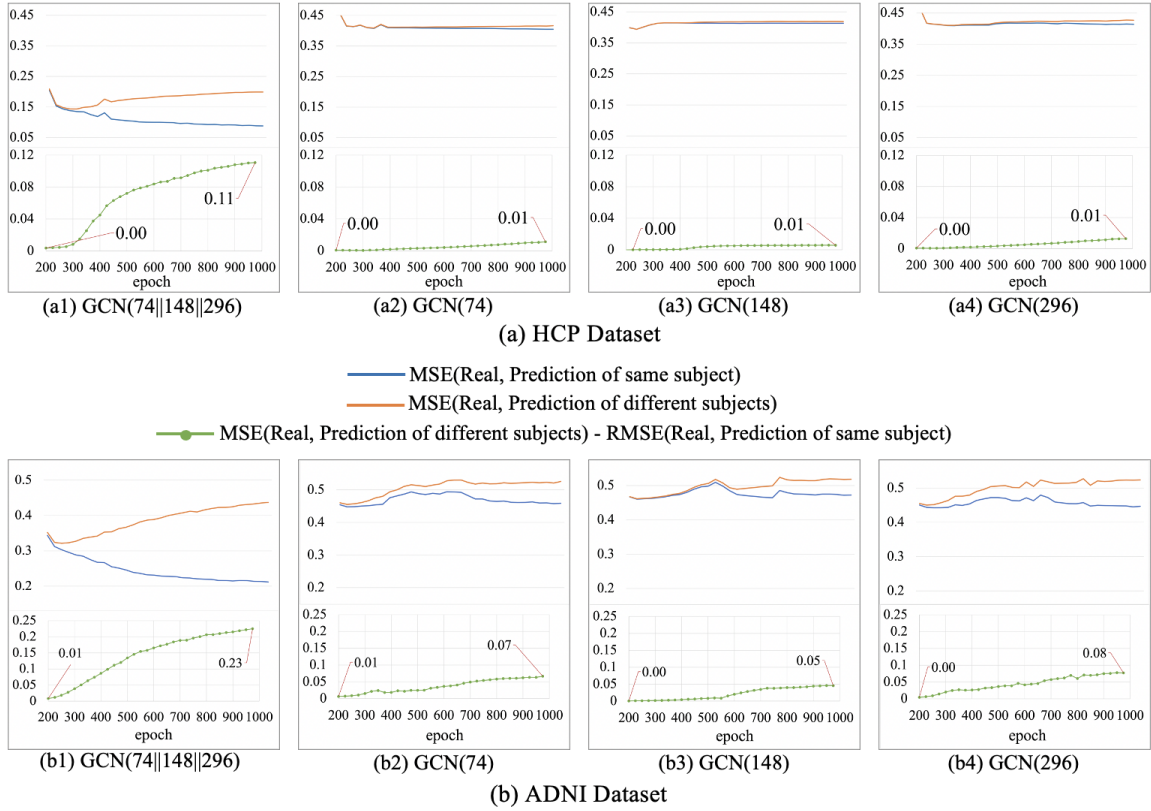 0.45 0.45 0.45 0.45
0.35 0.35 0.35 0.35
0.25 0.25 0.25 0.25
0.15 0.15 0.15 0.15
0.05 0.05 0.05 0.05
0.12 0.12 0.12 0.12
0.08 0.08 0.08 0.08
0.04 0.04 0.04 0.04
0 0 0 0
0.11 0.00
0.00 0.01
0.00 0.01
0.00 0.01
200 300 400 500 600 700 800 900 1000
200 300 400 500 600 700 800 900 1000
200 300 400 500 600 700 800 900 1000
200 300 400 500 600 700 800 900 1000
epoch epoch epoch epoch
(a1) GCN(74||148||296) (a2) GCN(74) (a3) GCN(148) (a4) GCN(296)
(a) HCP Dataset
MSE(Real, Prediction of same subject)
MSE(Real, Prediction of different subjects)
MSE(Real, Prediction of different subjects) - RMSE(Real, Prediction of same subject)
0.5 0.5 0.5 0.5
0.4 0.4 0.4 0.4
0.3 0.3 0.3 0.3
0.2 0.2 0.2 0.2
0.25 0.25 0.25 0.25
0.2 0.2 0.2 0.2
0.15 0.15 0.15 0.15
0.1 0.1 0.1 0.1
0.05 0.05 0.05 0.05
0 0 0 0
0.01 0.23
0.01 0.07
0.00 0.05
0.00 0.08
200 300 400 500 600 700 800 900 1000
200 300 400 500 600 700 800 900 1000
200 300 400 500 600 700 800 900 1000
200 300 400 500 600 700 800 900 1000
epoch epoch epoch epoch
(b1) GCN(74||148||296) (b2) GCN(74) (b3) GCN(148) (b4) GCN(296)
(b) ADNI Dataset